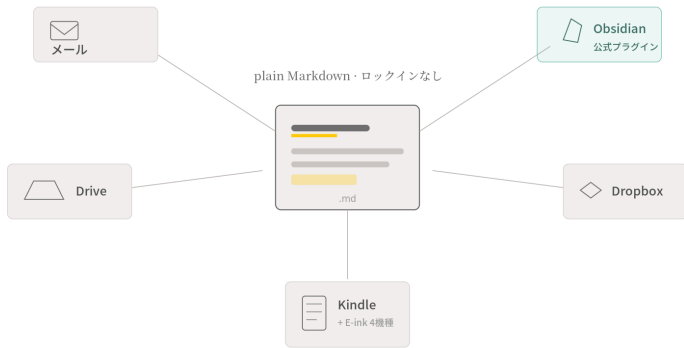 メール
Obsidian
公式プラグイン
plain Markdown · ロックインなし
.md
Drive
Dropbox
Kindle
+ E-ink 4機種